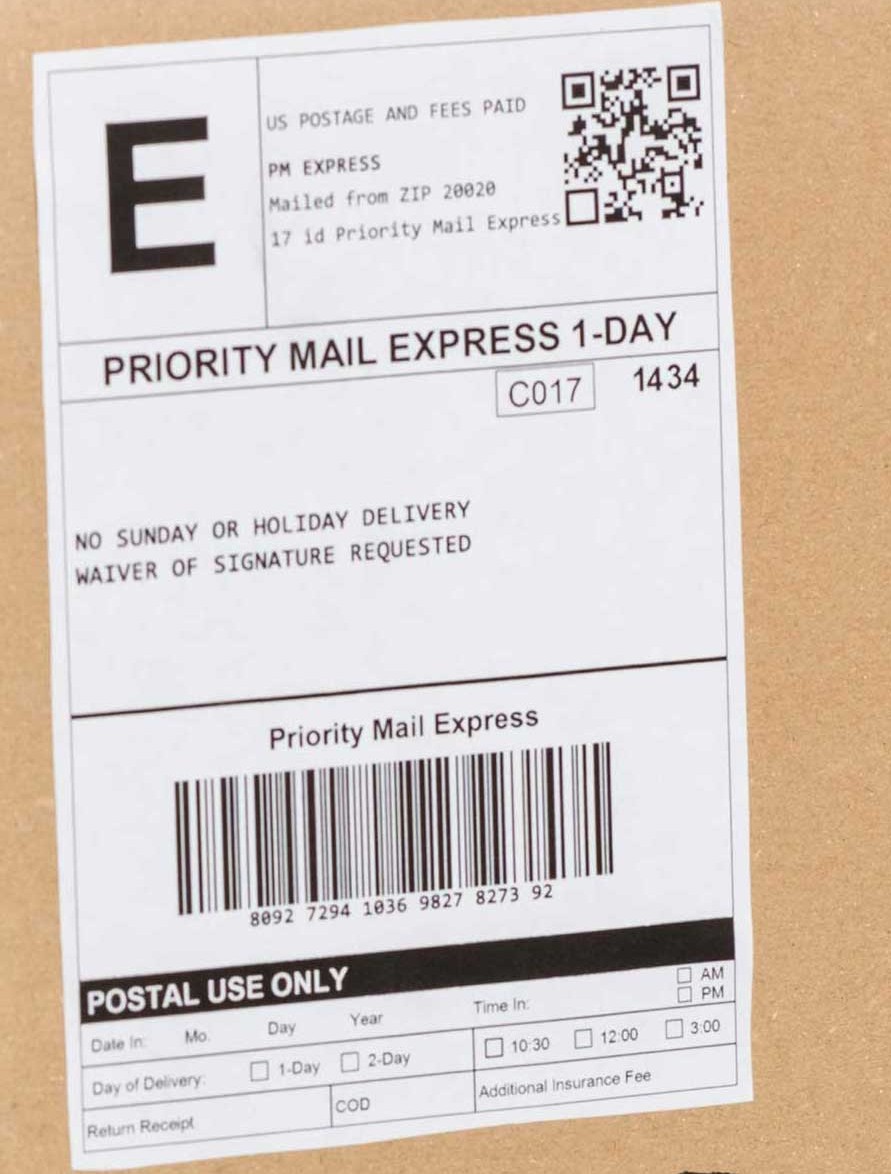 E
US POSTAGE AND FEES PAID
PM EXPRESS
Mailed from ZIP 20020
17 id Priority Mail Express
PRIORITY MAIL EXPRESS 1-DAY
C017 1434
NO SUNDAY OR HOLIDAY DELIVERY
WAIVER OF SIGNATURE REQUESTED
Priority Mail Express
8092 7294 1036 9827 8273 92
POSTAL USE ONLY
AM
PM
Date In: Mo. Day Year Time In:
Day of Delivery: 1-Day 2-Day 10:30 12:00 3:00
Return Receipt COD Additional Insurance Fee